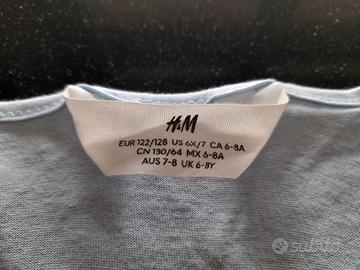 H&M
EUR 122/128 US 6X/7 CA 6-8A
CN 130/64 MX 6-8A
AUS 7-8 UK 6-8Y
subito